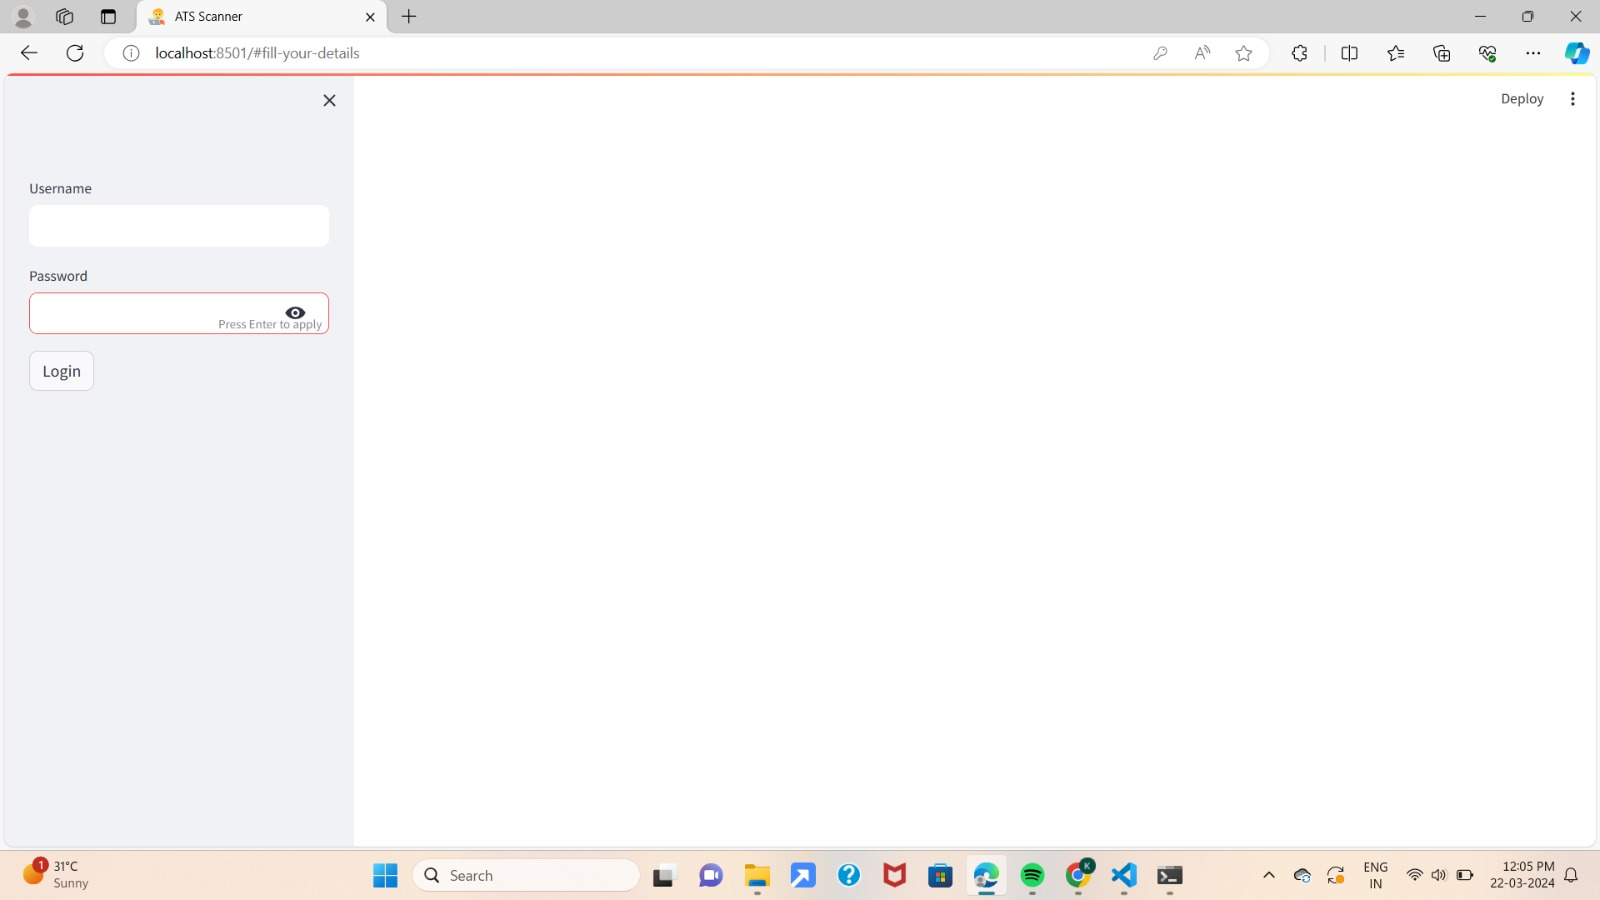 ATS Scanner
localhost:8501/#fill-your-details
Deploy
Username
Password
Press Enter to apply
Login
1
31°C
Sunny
Search
K
ENG
IN
12:05 PM
22-03-2024